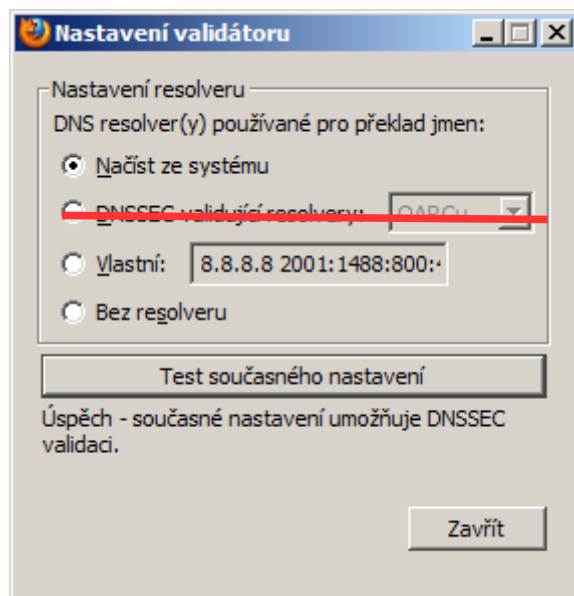 Nastavení validátoru
Nastavení resolveru
DNS resolver(y) používané pro překlad jmen:
Načíst ze systému
DNSSEC validující resolvery:
Vlastní: 8.8.8.8 2001:1488:800:4
Bez resolveru
Test současného nastavení
Úspěch - současné nastavení umožňuje DNSSEC
validaci.
Zavřít